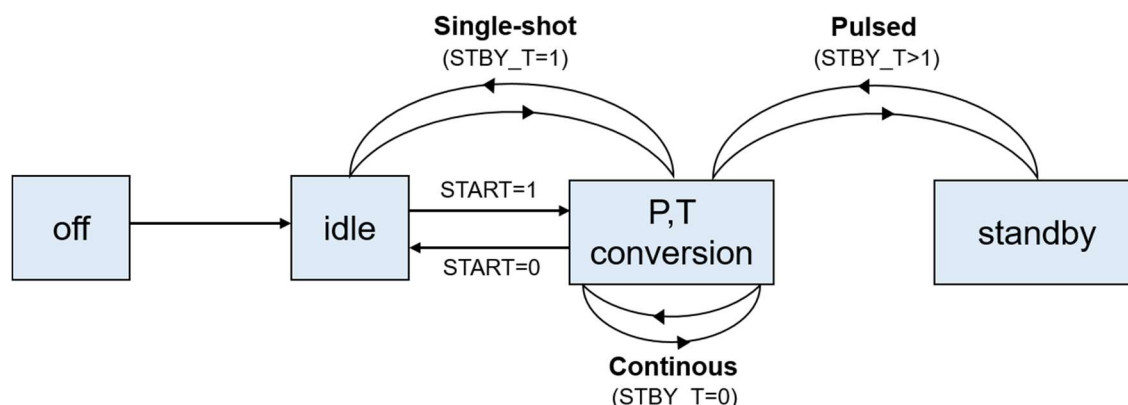 Single-shot
(STBY_T=1)
Pulsed
(STBY_T>1)
off
idle
START=1
START=0
P,T
conversion
standby
Continous
(STBY_T=0)